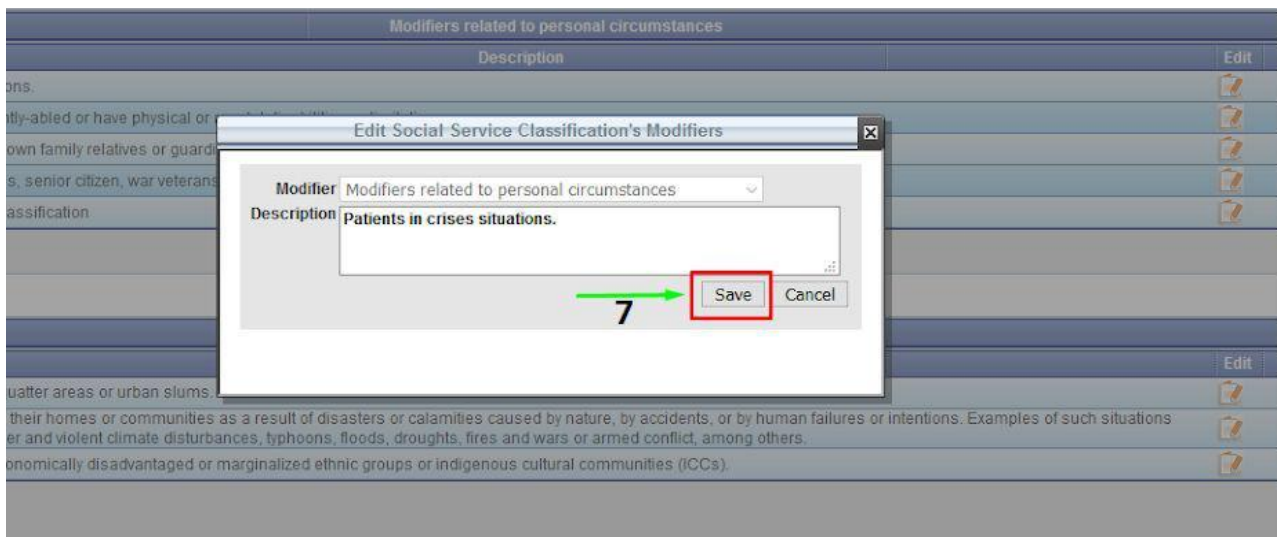 Modifiers related to personal circumstances
Description Edit
ons.
tly-abled or have physical or
Edit Social Service Classification's Modifiers
own family relatives or guard
s, senior citizen, war veterans
Modifier Modifiers related to personal circumstances
assification
Description Patients in crises situations.
7 Save Cancel
Edit
uatter areas or urban slums.
their homes or communities as a result of disasters or calamities caused by nature, by accidents, or by human failures or intentions. Examples of such situations
er and violent climate disturbances, typhoons, floods, droughts, fires and wars or armed conflict, among others.
onomically disadvantaged or marginalized ethnic groups or indigenous cultural communities (ICCs).